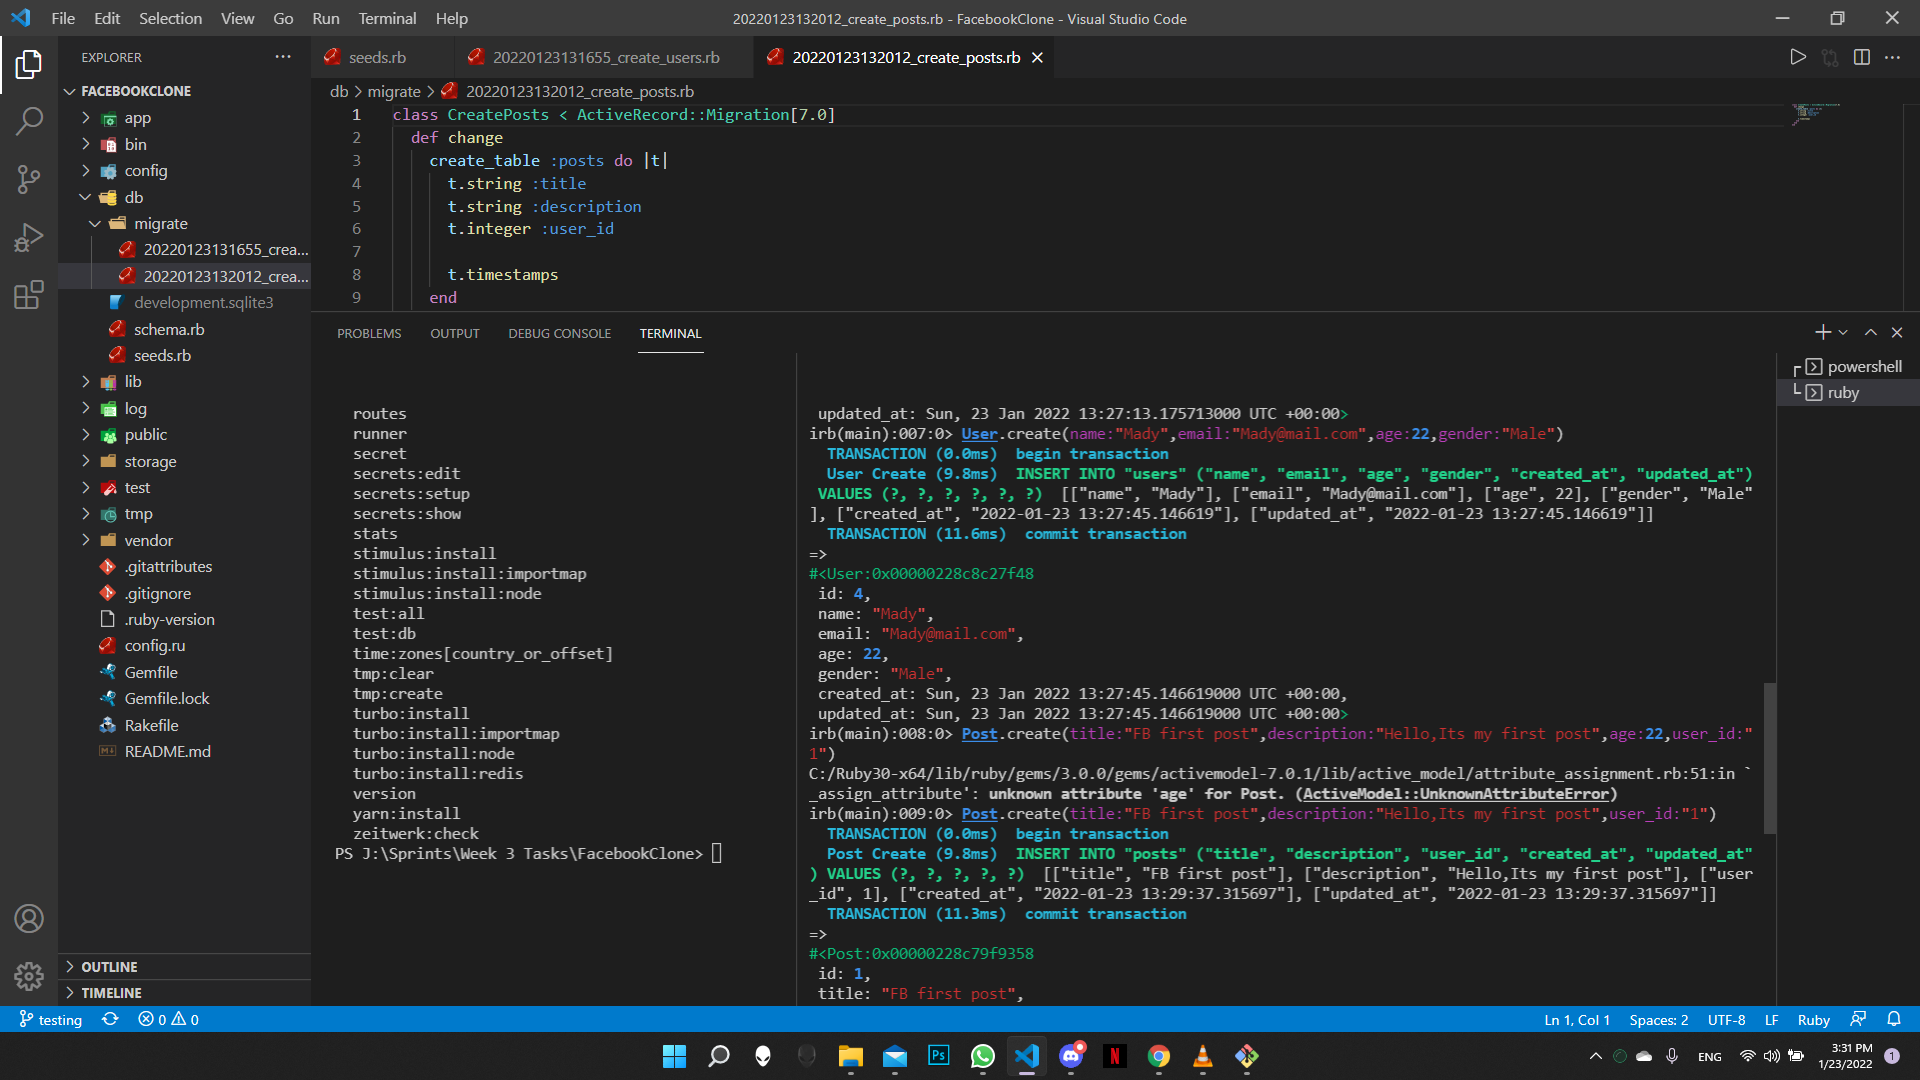 File Edit Selection View Go Run Terminal Help
20220123132012_create_posts.rb - FacebookClone - Visual Studio Code
EXPLORER
FACEBOOKCLONE
app
bin
config
db
migrate
20220123131655_crea...
20220123132012_crea...
development.sqlite3
schema.rb
seeds.rb
lib
log
public
storage
test
tmp
vendor
.gitattributes
.gitignore
.ruby-version
config.ru
Gemfile
Gemfile.lock
Rakefile
README.md
OUTLINE
TIMELINE
seeds.rb 20220123131655_create_users.rb 20220123132012_create_posts.rb
db > migrate > 20220123132012_create_posts.rb
1 class CreatePosts < ActiveRecord::Migration[7.0]
2 def change
3 create_table :posts do |t|
4 t.string :title
5 t.string :description
6 t.integer :user_id
7
8 t.timestamps
9 end
PROBLEMS OUTPUT DEBUG CONSOLE TERMINAL
routes
runner
secret
secrets:edit
secrets:setup
secrets:show
stats
stimulus:install
stimulus:install:importmap
stimulus:install:node
test:all
test:db
time:zones[country_or_offset]
tmp:clear
tmp:create
turbo:install
turbo:install:importmap
turbo:install:node
turbo:install:redis
version
yarn:install
zeitwerk:check
PS J:\Sprints\Week 3 Tasks\FacebookClone>
updated_at: Sun, 23 Jan 2022 13:27:13.175713000 UTC +00:00>
irb(main):007:0> User.create(name:"Mady",email:"Mady@mail.com",age:22,gender:"Male")
TRANSACTION (0.0ms) begin transaction
User Create (9.8ms) INSERT INTO "users" ("name", "email", "age", "gender", "created_at", "updated_at")
VALUES (?, ?, ?, ?, ?, ?) [["name", "Mady"], ["email", "Mady@mail.com"], ["age", 22], ["gender", "Male"
], ["created_at", "2022-01-23 13:27:45.146619"], ["updated_at", "2022-01-23 13:27:45.146619"]]
TRANSACTION (11.6ms) commit transaction
=>
#<User:0x00000228c8c27f48
id: 4,
name: "Mady",
email: "Mady@mail.com",
age: 22,
gender: "Male",
created_at: Sun, 23 Jan 2022 13:27:45.146619000 UTC +00:00,
updated_at: Sun, 23 Jan 2022 13:27:45.146619000 UTC +00:00>
irb(main):008:0> Post.create(title:"FB first post",description:"Hello,Its my first post",age:22,user_id:"
1")
C:/Ruby30-x64/lib/ruby/gems/3.0.0/gems/activemodel-7.0.1/lib/active_model/attribute_assignment.rb:51:in `
_assign_attribute': unknown attribute 'age' for Post. (ActiveModel::UnknownAttributeError)
irb(main):009:0> Post.create(title:"FB first post",description:"Hello,Its my first post",user_id:"1")
TRANSACTION (0.0ms) begin transaction
Post Create (9.8ms) INSERT INTO "posts" ("title", "description", "user_id", "created_at", "updated_at"
) VALUES (?, ?, ?, ?, ?) [["title", "FB first post"], ["description", "Hello,Its my first post"], ["user
_id", 1], ["created_at", "2022-01-23 13:29:37.315697"], ["updated_at", "2022-01-23 13:29:37.315697"]]
TRANSACTION (11.3ms) commit transaction
=>
#<Post:0x00000228c79f9358
id: 1,
title: "FB first post",
powershell
ruby
testing 0 0
Ln 1, Col 1 Spaces: 2 UTF-8 LF Ruby
Ps
N
ENG
3:31 PM
1/23/2022
1